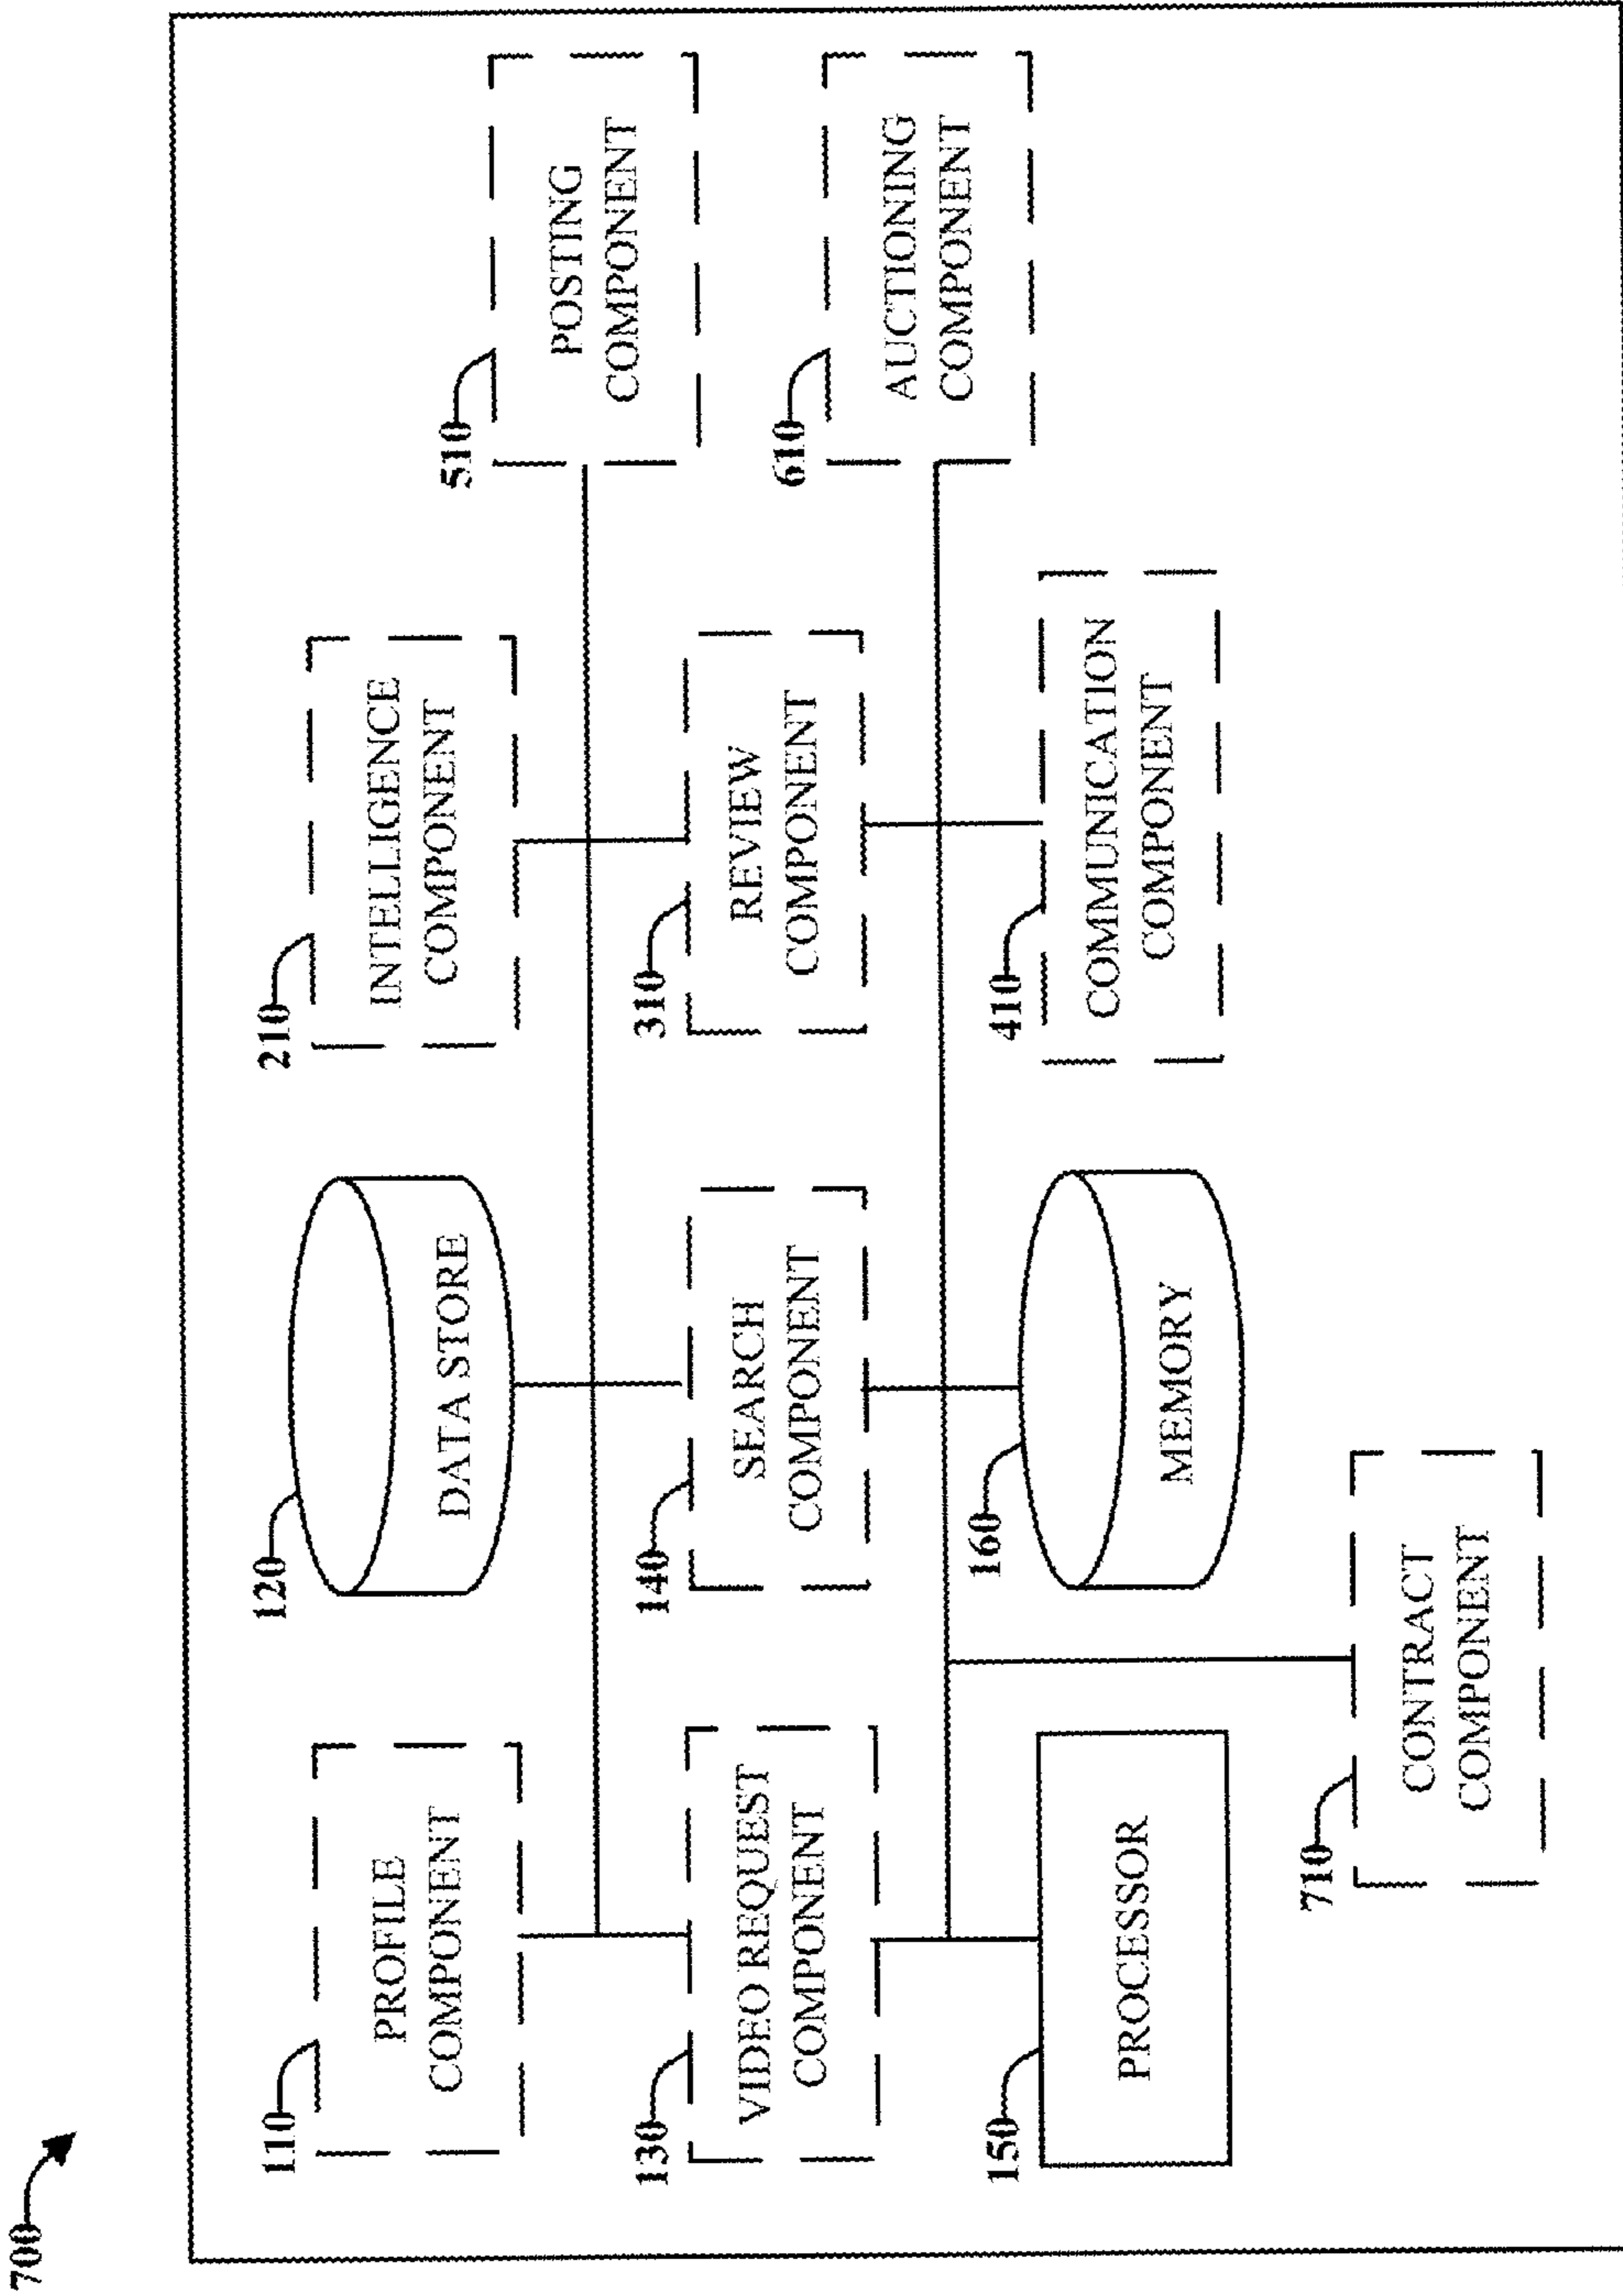 700
110
PROFILE
COMPONENT
120
DATA STORE
210
INTELLIGENCE
COMPONENT
510
POSTING
COMPONENT
130
VIDEO REQUEST
COMPONENT
140
SEARCH
COMPONENT
310
REVIEW
COMPONENT
610
AUCTIONING
COMPONENT
150
PROCESSOR
160
MEMORY
410
COMMUNICATION
COMPONENT
710
CONTRACT
COMPONENT